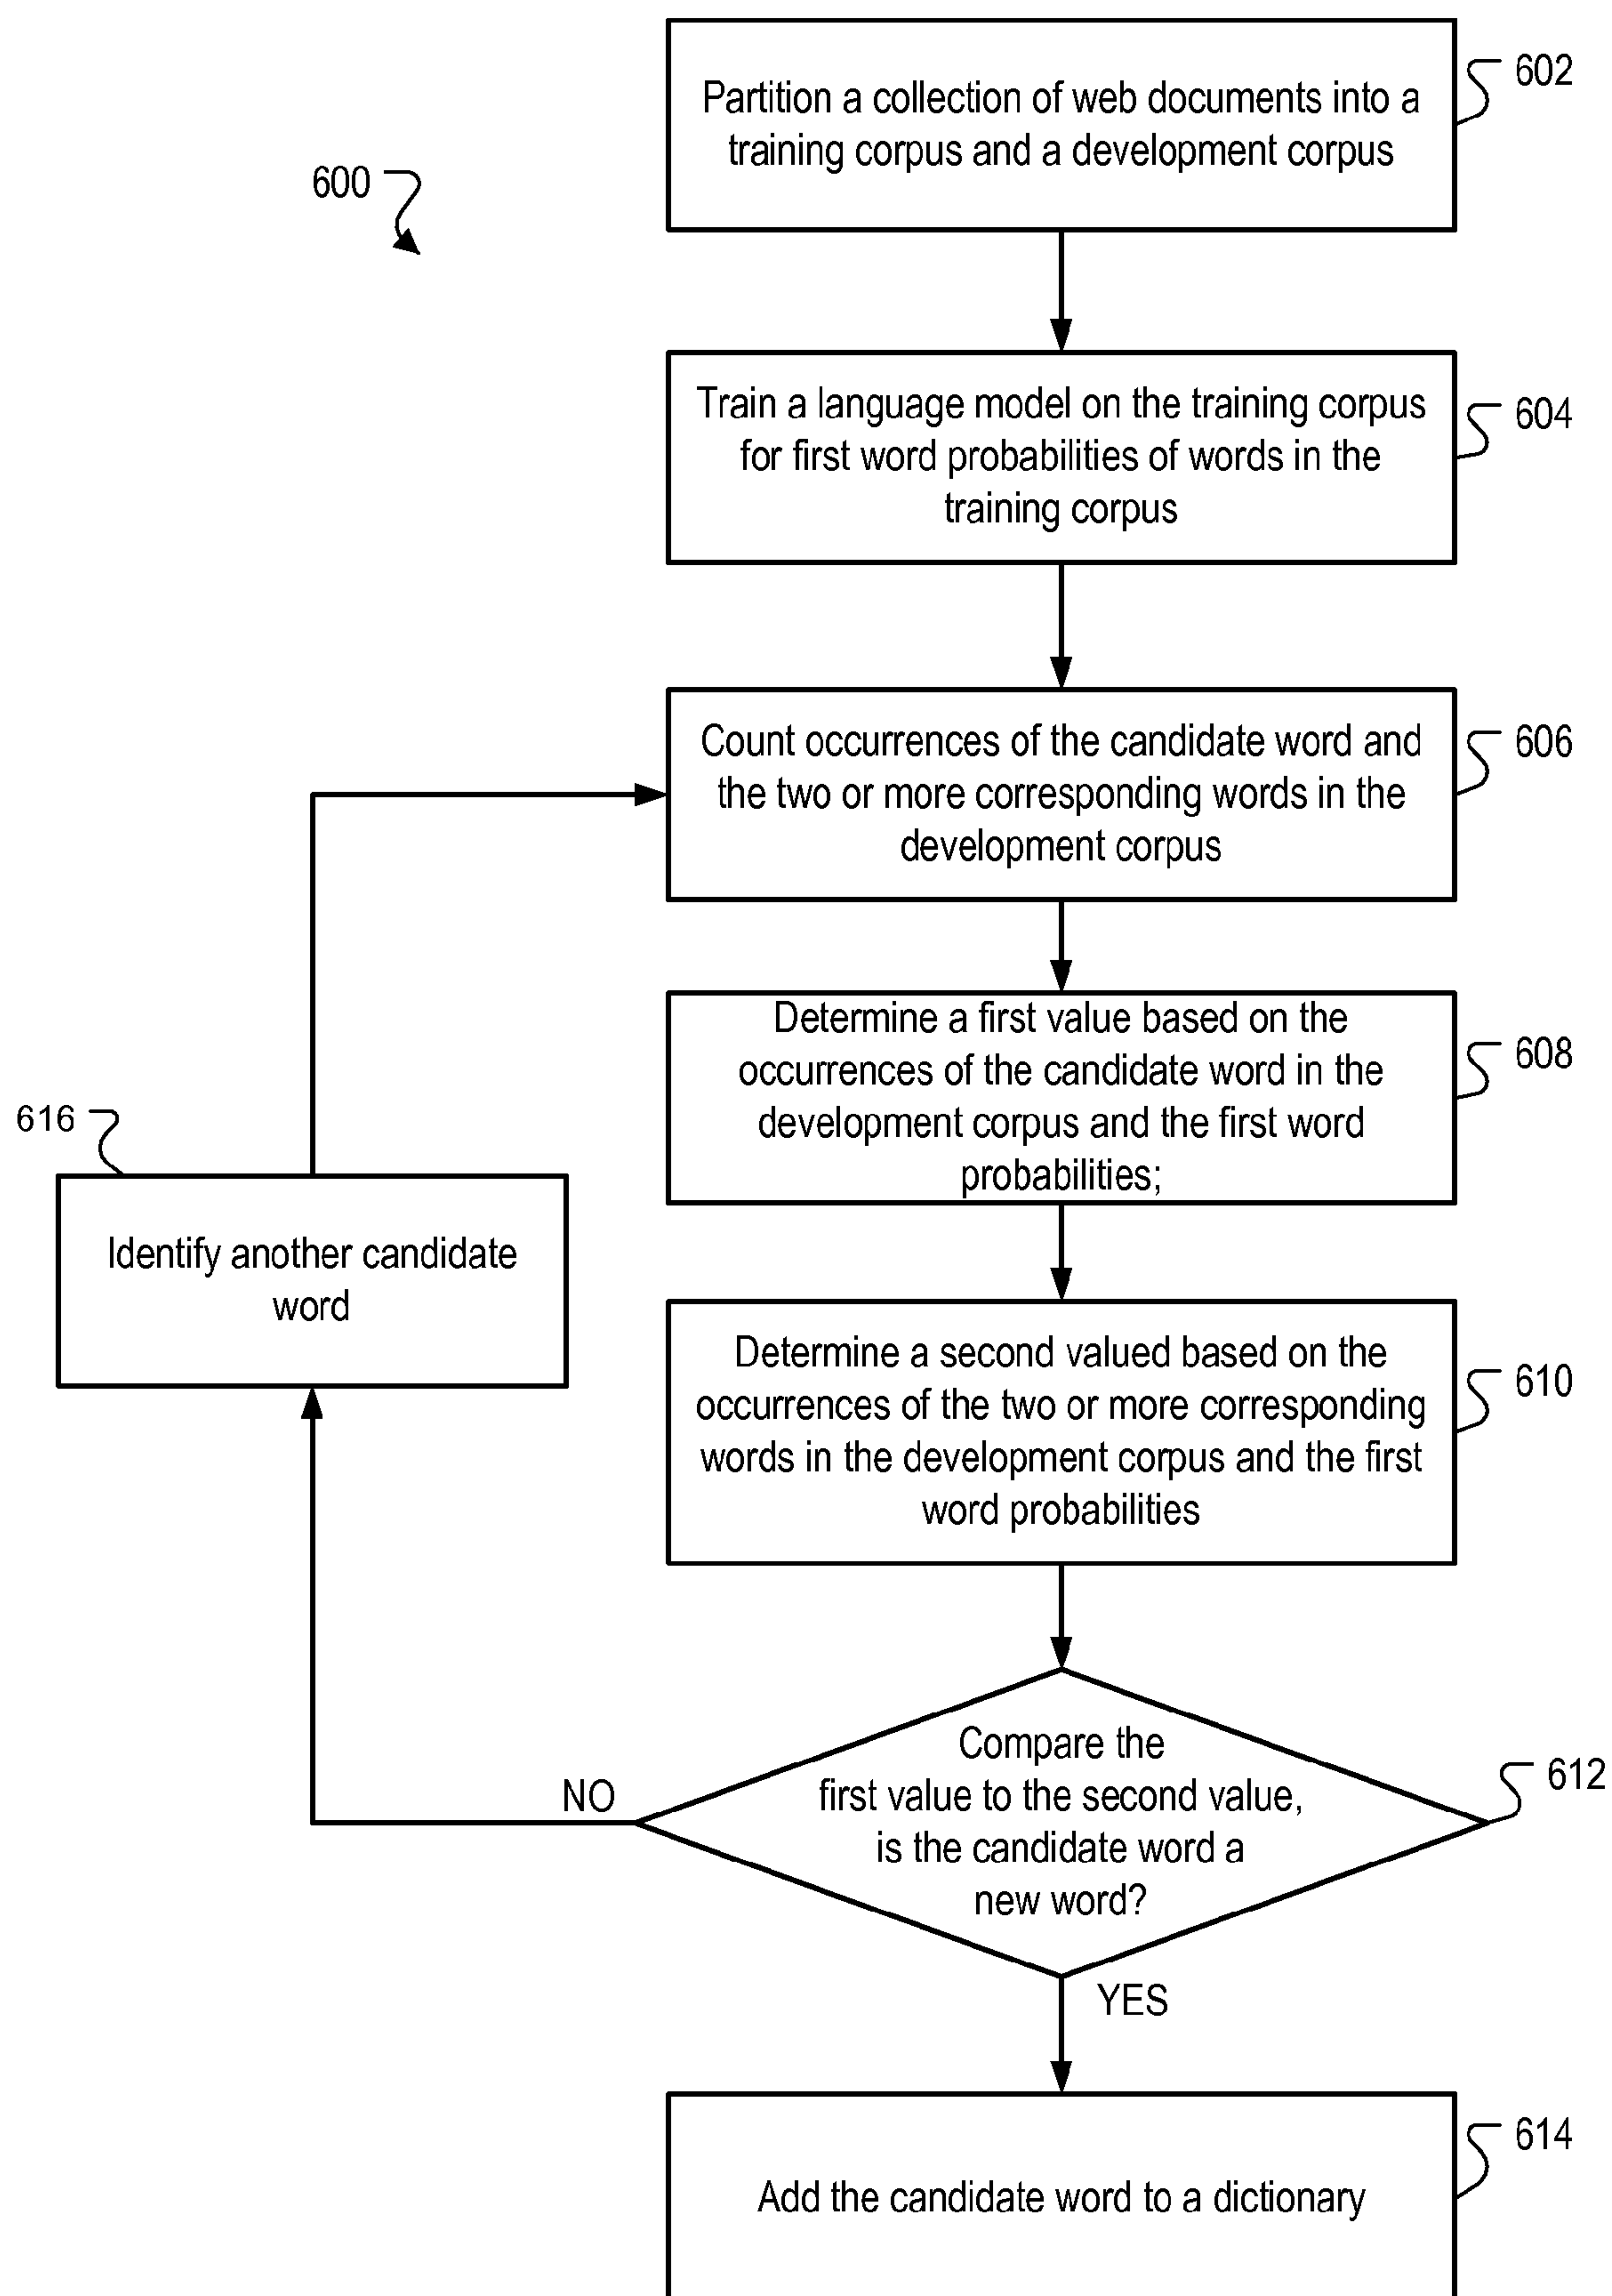 602
Partition a collection of web documents into a
training corpus and a development corpus
600
Train a language model on the training corpus
for first word probabilities of words in the
training corpus
604
Count occurrences of the candidate word and
the two or more corresponding words in the
development corpus
606
Determine a first value based on the
occurrences of the candidate word in the
development corpus and the first word
probabilities;
608
616
Identify another candidate
word
Determine a second valued based on the
occurrences of the two or more corresponding
words in the development corpus and the first
word probabilities
610
Compare the
first value to the second value,
is the candidate word a
new word?
612
NO
YES
614
Add the candidate word to a dictionary